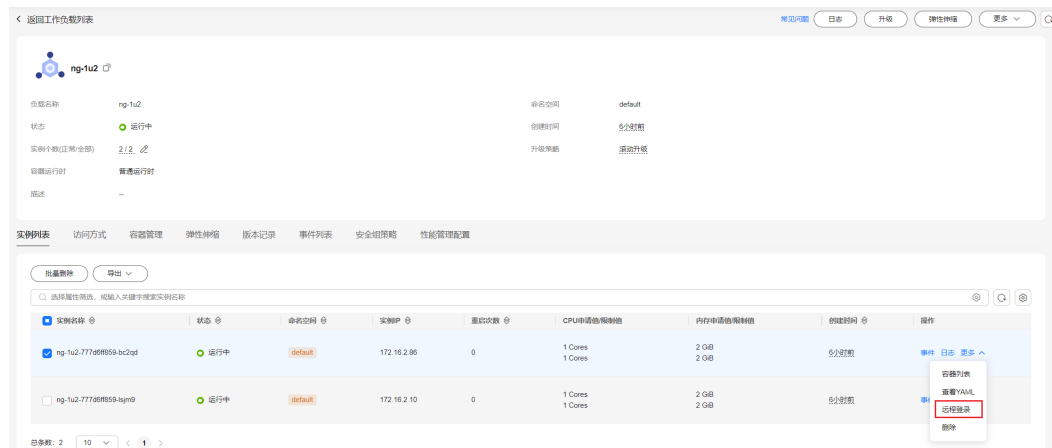 返回工作负载列表
常见问题 日志 升级 弹性伸缩 更多
ng-1u2
负载名称 ng-1u2 命名空间 default
状态 运行中 创建时间 6小时前
实例个数(正常/全部) 2 / 2 升级策略 滚动升级
容器运行时 普通运行时
描述 --
实例列表 访问方式 容器管理 弹性伸缩 版本记录 事件列表 安全组策略 性能管理配置
批量删除 导出
选择属性筛选，或输入关键字搜索实例名称
实例名称 状态 命名空间 实例IP 重启次数 CPU申请值/限制值 内存申请值/限制值 创建时间 操作
ng-1u2-777d6ff859-bc2qd 运行中 default 172.16.2.86 0 1 Cores 2 GiB 6小时前 事件 日志 更多
1 Cores 2 GiB
容器列表
查看YAML
ng-1u2-777d6ff859-lsjm9 运行中 default 172.16.2.10 0 1 Cores 2 GiB 6小时前
1 Cores 2 GiB
远程登录
删除
总条数: 2 10 1